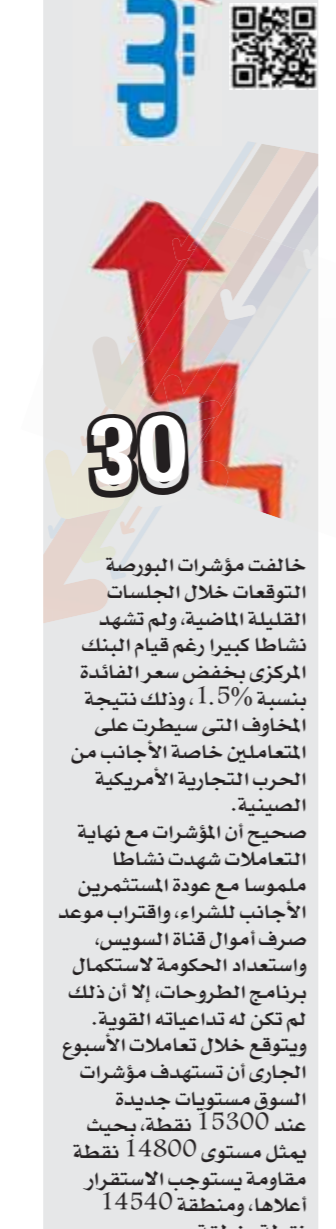 30
خالفت مؤشرات البورصة
التوقعات خلال الجلسات
القليلة الماضية، ولم تشهد
نشاطا كبيرا رغم قيام البنك
المركزى بخفض سعر الفائدة
بنسبة 1.5%، وذلك نتيجة
المخاوف التى سيطرت على
المتعاملين خاصة الأجانب من
الحرب التجارية الأمريكية
الصينية.
صحيح أن المؤشرات مع نهاية
التعاملات شهدت نشاطا
ملموسا مع عودة المستثمرين
الأجانب للشراء، واقتراب موعد
صرف أموال قناة السويس،
واستعداد الحكومة لاستكمال
برنامج الطروحات، إلا أن ذلك
لم تكن له تداعياته القوية.
ويتوقع خلال تعاملات الأسبوع
الجارى أن تستهدف مؤشرات
السوق مستويات جديدة
عند 15300 نقطة، بحيث
يمثل مستوى 14800 نقطة
مقاومة يستوجب الاستقرار
أعلاها، ومنطقة 14540